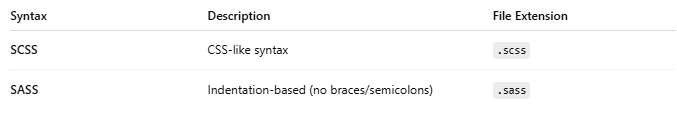 Syntax Description File Extension
SCSS CSS-like syntax .scss
SASS Indentation-based (no braces/semicolons) .sass